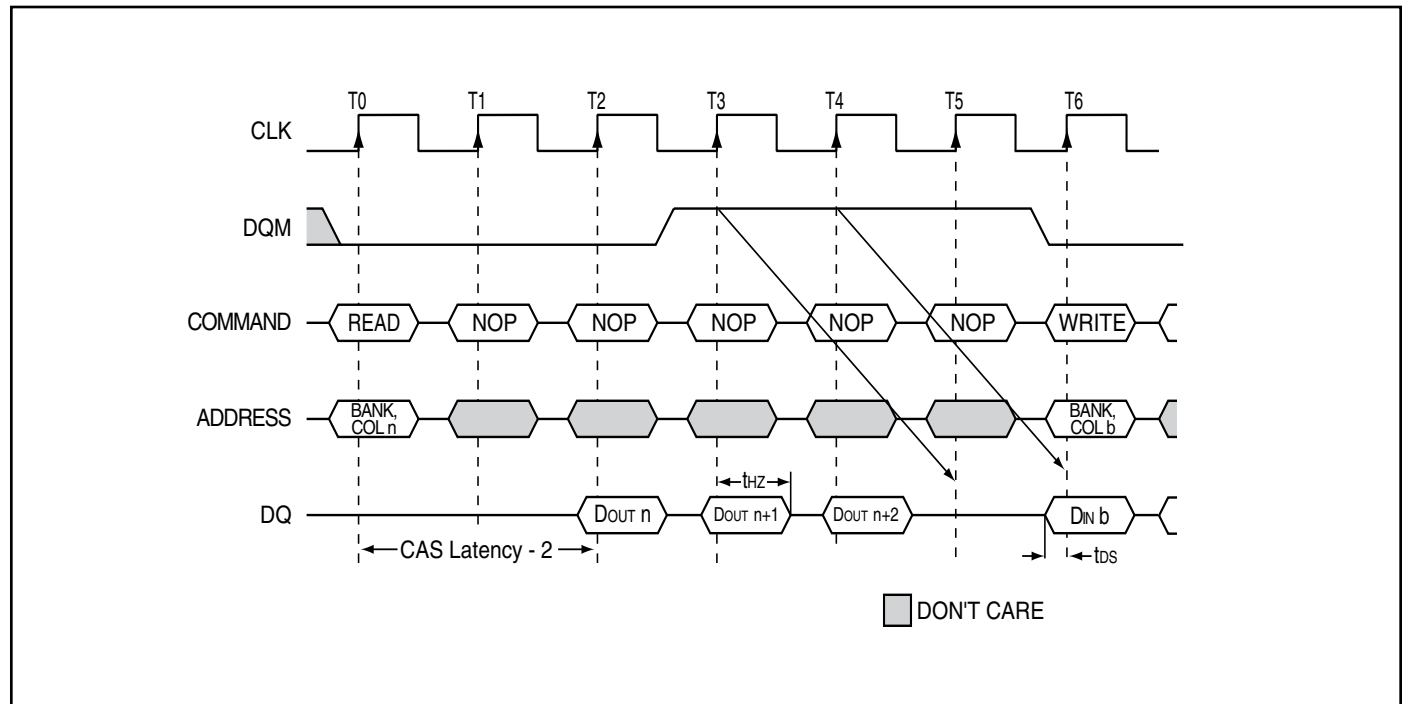 T0 T1 T2 T3 T4 T5 T6
CLK
DQM
COMMAND READ NOP NOP NOP NOP NOP WRITE
ADDRESS BANK, COL n BANK, COL b
tHZ
DQ DOUT n DOUT n+1 DOUT n+2 DIN b
CAS Latency - 2 tDS
DON'T CARE